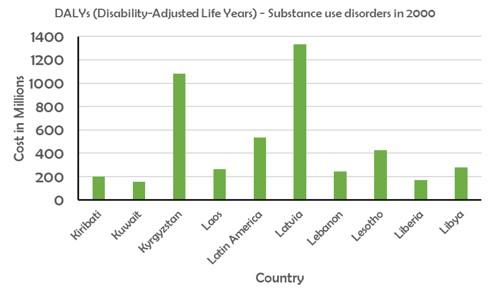 DALYs (Disability-Adjusted Life Years) - Substance use disorders in 2000
Cost in Millions
1400
1200
1000
800
600
400
200
0
Kiribati
Kuwait
Kyrgyzstan
Laos
Latin America
Latvia
Lebanon
Lesotho
Liberia
Libya
Country